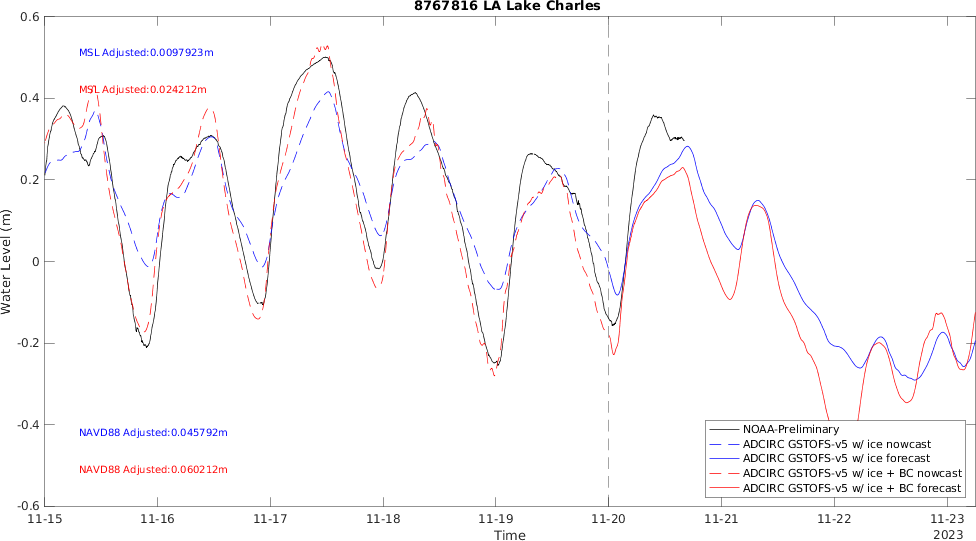 8767816 LA Lake Charles
0.6
0.4
0.2
0
-0.2
-0.4
-0.6
Water Level (m)
MSL Adjusted:0.0097923m
MSL Adjusted:0.024212m
NAVD88 Adjusted:0.045792m
NAVD88 Adjusted:0.060212m
NOAA-Preliminary
ADCIRC GSTOFS-v5 w/ ice nowcast
ADCIRC GSTOFS-v5 w/ ice forecast
ADCIRC GSTOFS-v5 w/ ice + BC nowcast
ADCIRC GSTOFS-v5 w/ ice + BC forecast
11-15 11-16 11-17 11-18 11-19 11-20 11-21 11-22 11-23
Time
2023